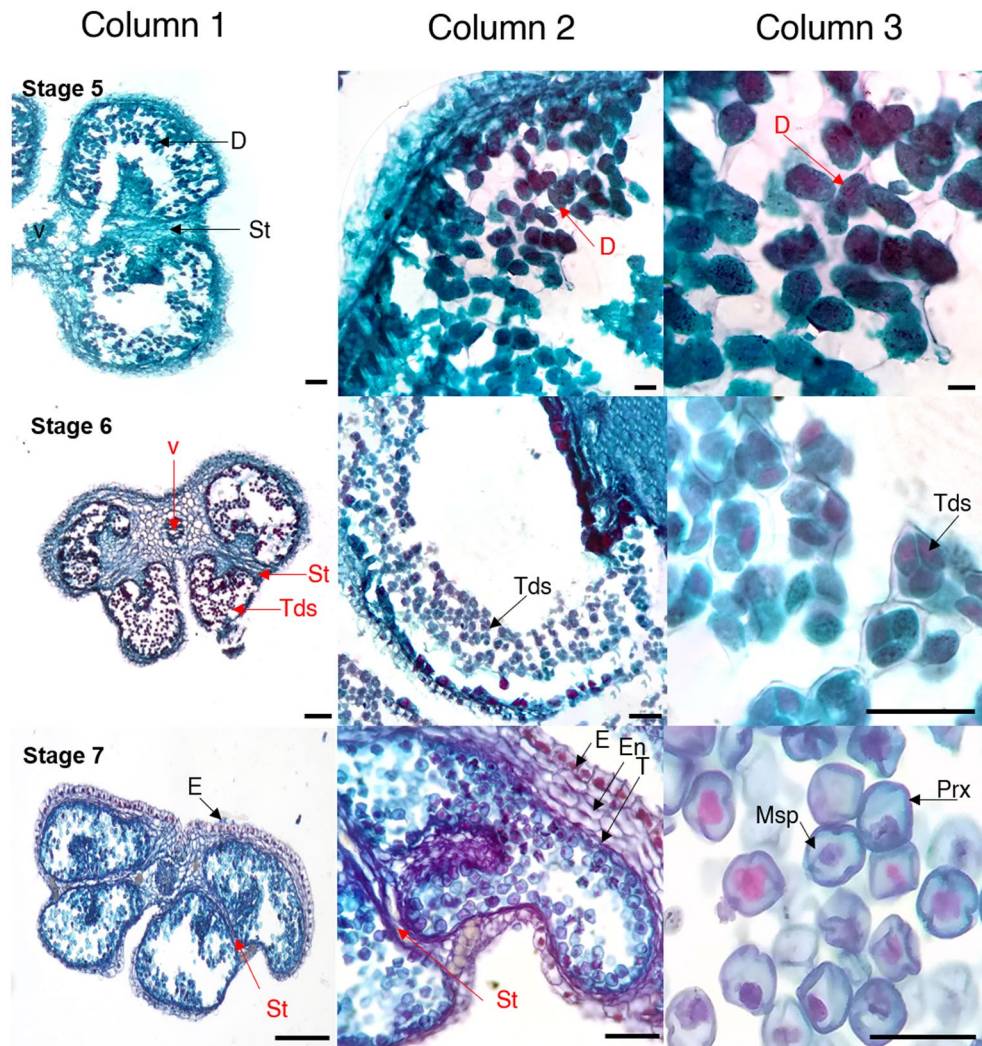 Column 1 Column 2 Column 3
Stage 5
D
St
v
D
D
Stage 6
v
St
Tds
Tds
Tds
Stage 7
E
St
E
En
T
St
Msp
Prx